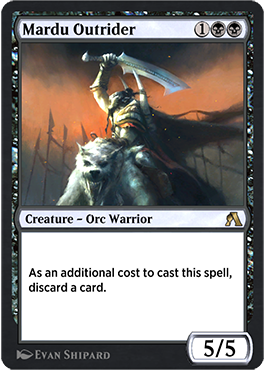 Mardu Outrider 1
Creature – Orc Warrior
As an additional cost to cast this spell,
discard a card.
Evan Shipard
5/5